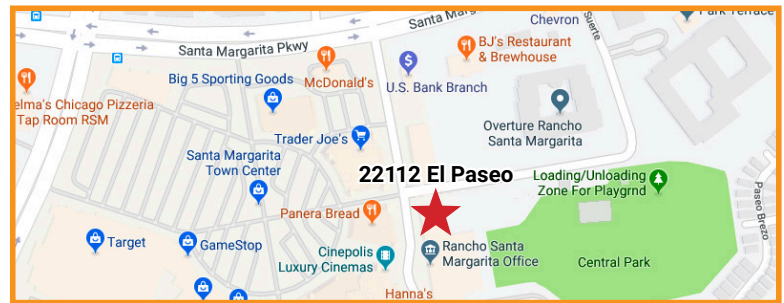 Santa Marg
Chevron
Suerte
Park Terrace
Santa Margarita Pkwy
BJ's Restaurant
& Brewhouse
Big 5 Sporting Goods
McDonald's
U.S. Bank Branch
elma's Chicago Pizzeria
Tap Room RSM
Overture Rancho
Santa Margarita
Trader Joe's
Santa Margarita
Town Center
22112 El Paseo
Loading/Unloading
Zone For Playgrnd
Paseo Brezo
Panera Bread
Target
GameStop
Cinepolis
Luxury Cinemas
Rancho Santa
Margarita Office
Central Park
Hanna's